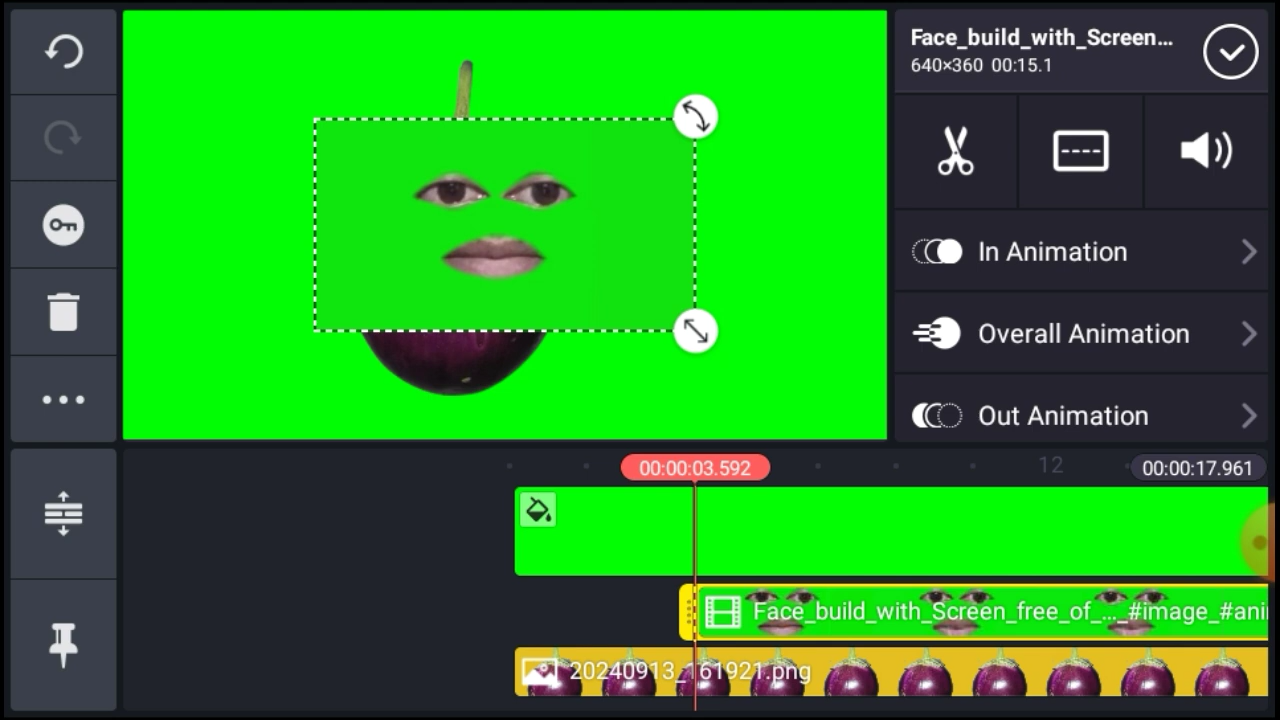 Face_build_with_Screen...
640×360 00:15.1
In Animation
Overall Animation
Out Animation
00:00:03.592
12
00:00:17.961
Face_build_with_Screen_free_of_..._#image_#ani
20240913_161921.png